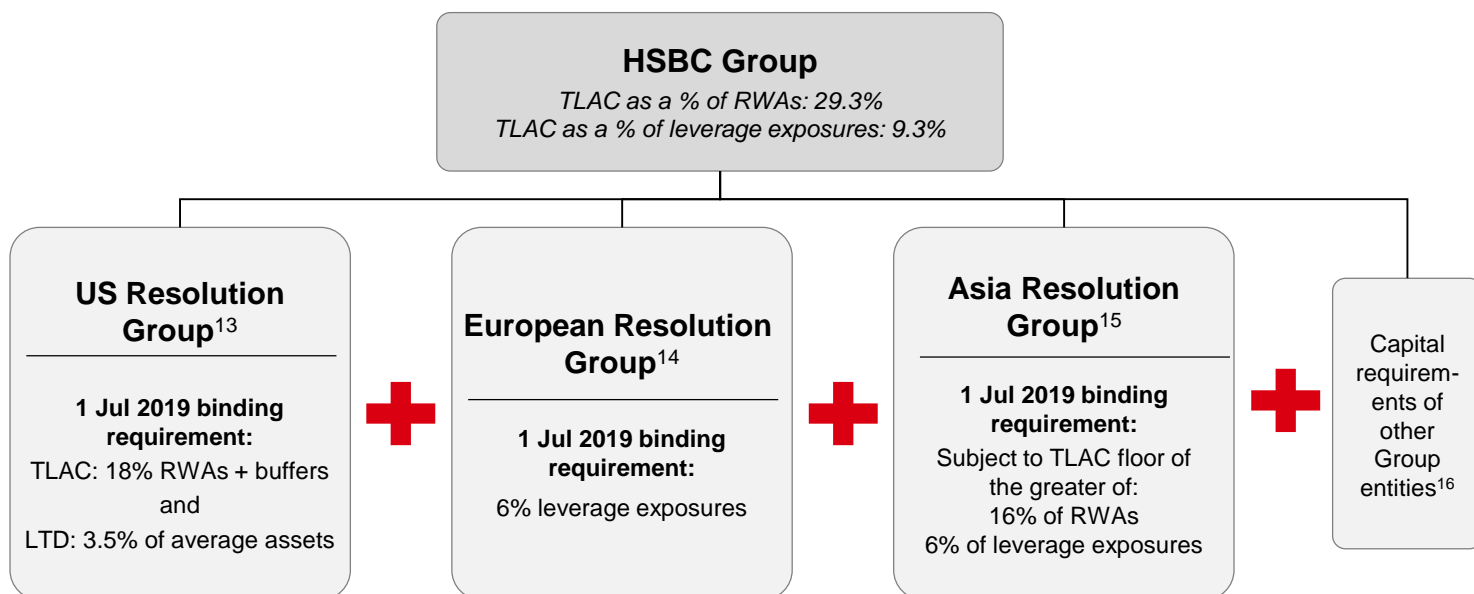 HSBC Group
TLAC as a % of RWAs: 29.3%
TLAC as a % of leverage exposures: 9.3%
US Resolution
Group13
1 Jul 2019 binding
requirement:
TLAC: 18% RWAs + buffers
and
LTD: 3.5% of average assets
European Resolution
Group14
1 Jul 2019 binding
requirement:
6% leverage exposures
Asia Resolution
Group15
1 Jul 2019 binding
requirement:
Subject to TLAC floor of
the greater of:
16% of RWAs
6% of leverage exposures
Capital
requirem-
ents of
other
Group
entities16